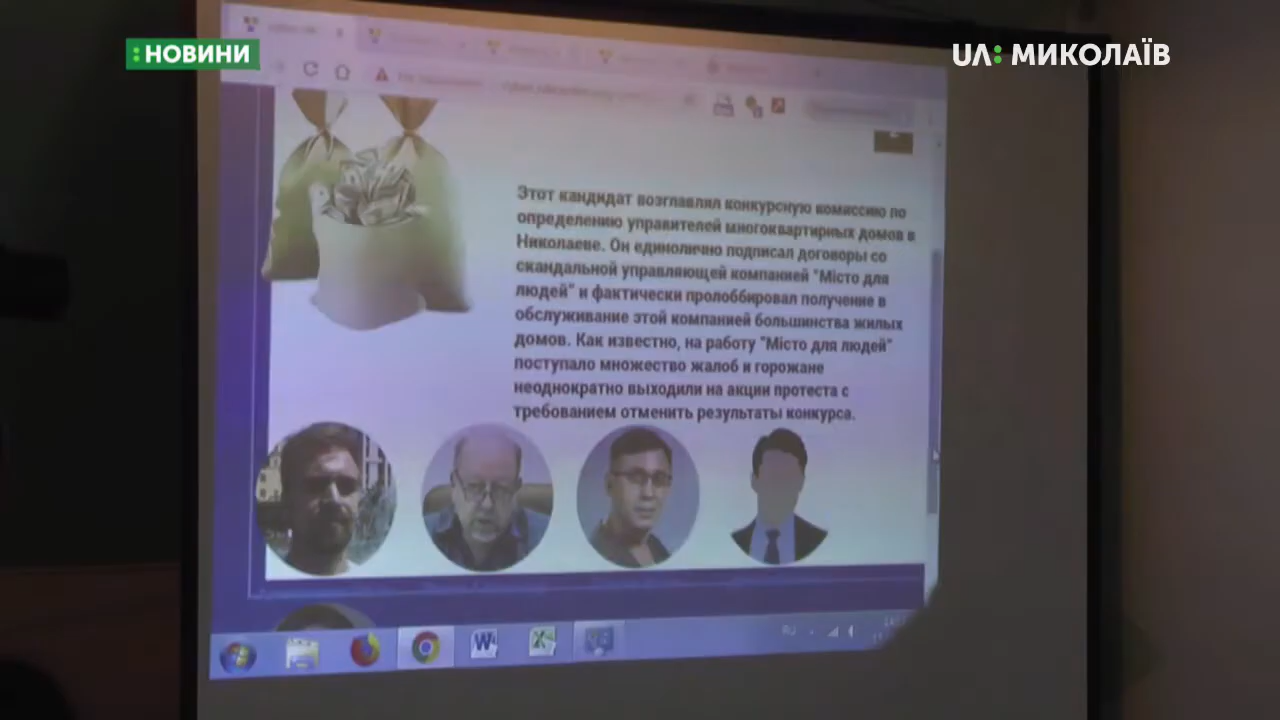 :НОВИНИ
UA: МИКОЛАЇВ
Этот кандидат возглавлял конкурсную комиссию по
определению управителей многоквартирных домов в
Николаеве. Он единолично подписал договоры со
скандальной управляющей компанией "Місто для
людей" и фактически пролоббировал получение в
обслуживание этой компанией большинства жилых
домов. Как известно, на работу "Місто для людей"
поступало множество жалоб и горожане
неоднократно выходили на акции протеста с
требованием отменить результаты конкурса.
RU